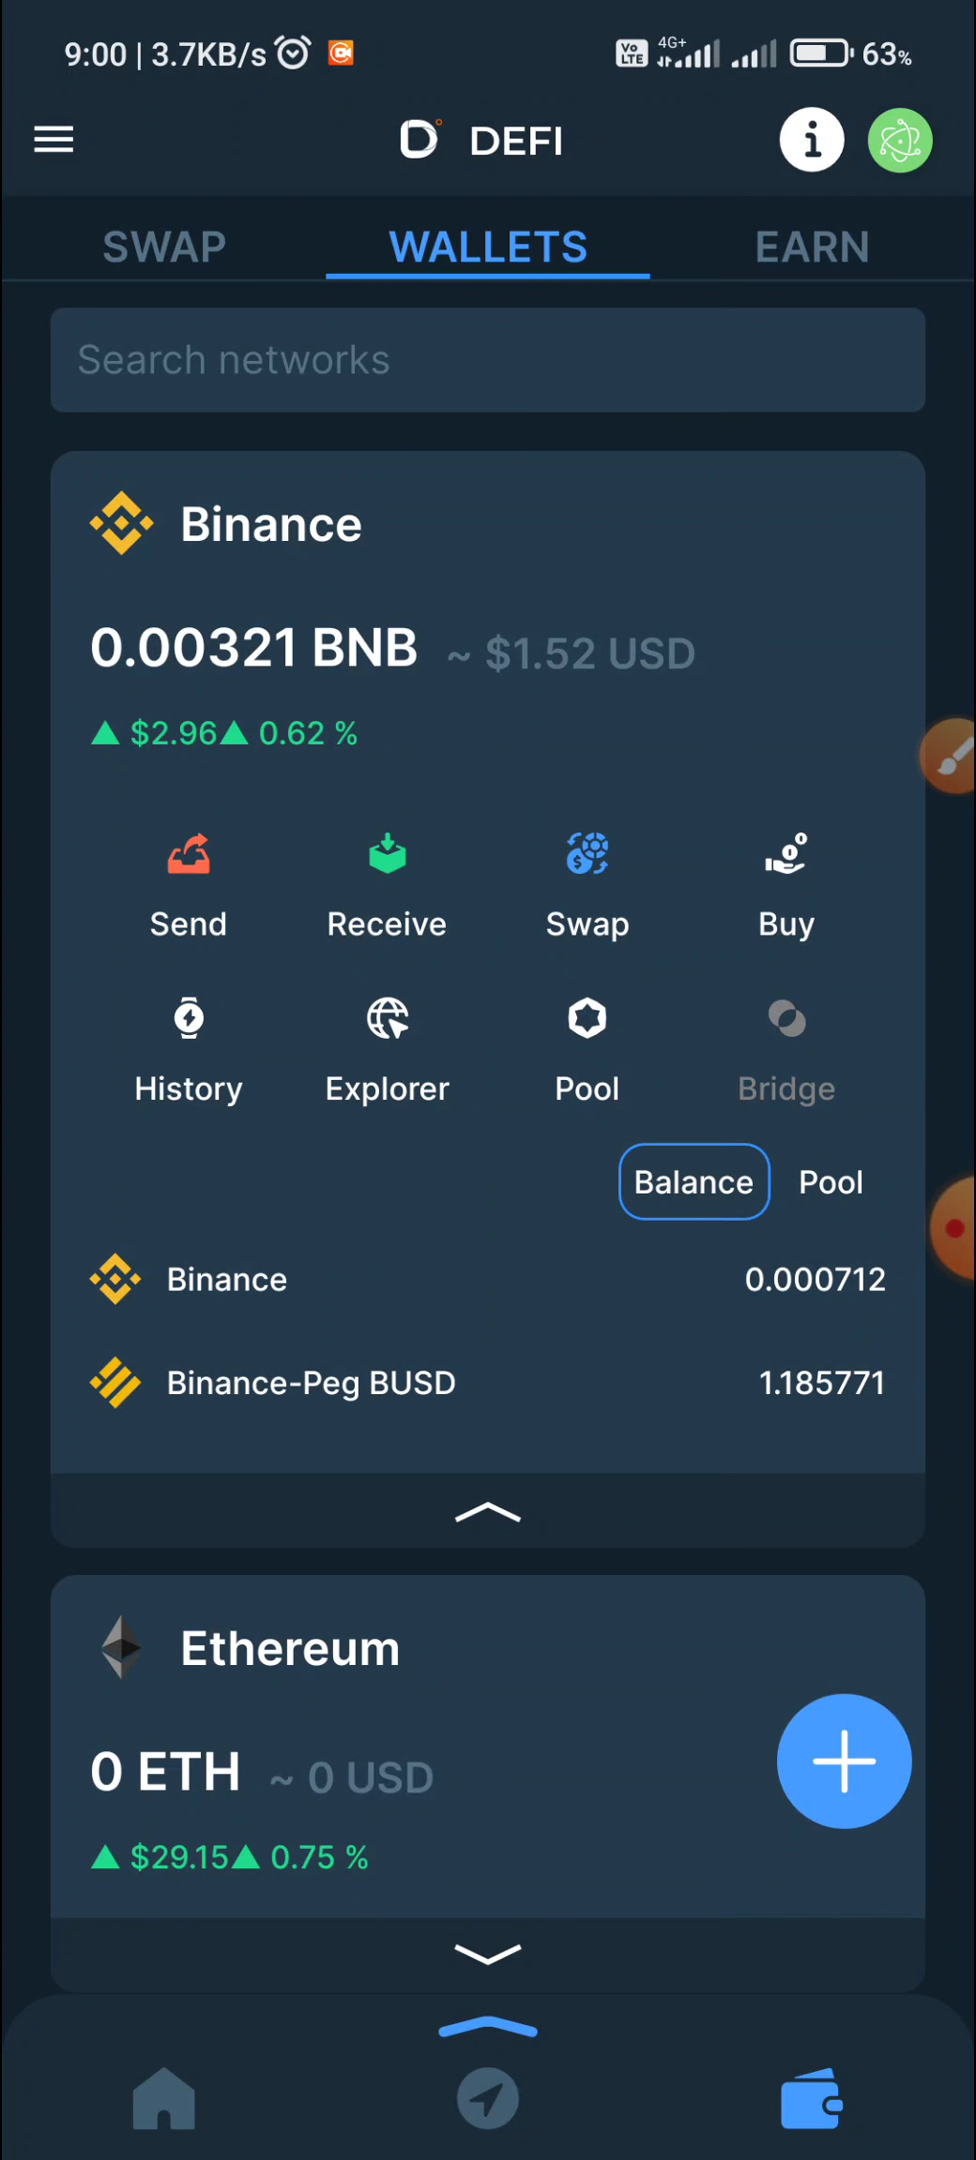 9:00 | 3.7KB/s Vo LTE 4G+ 63%
DEFI
SWAP WALLETS EARN
Search networks
Binance
0.00321 BNB ~ $1.52 USD
▲ $2.96▲ 0.62 %
Send Receive Swap Buy
History Explorer Pool Bridge
Balance Pool
Binance 0.000712
Binance-Peg BUSD 1.185771
Ethereum
0 ETH ~ 0 USD
▲ $29.15▲ 0.75 %